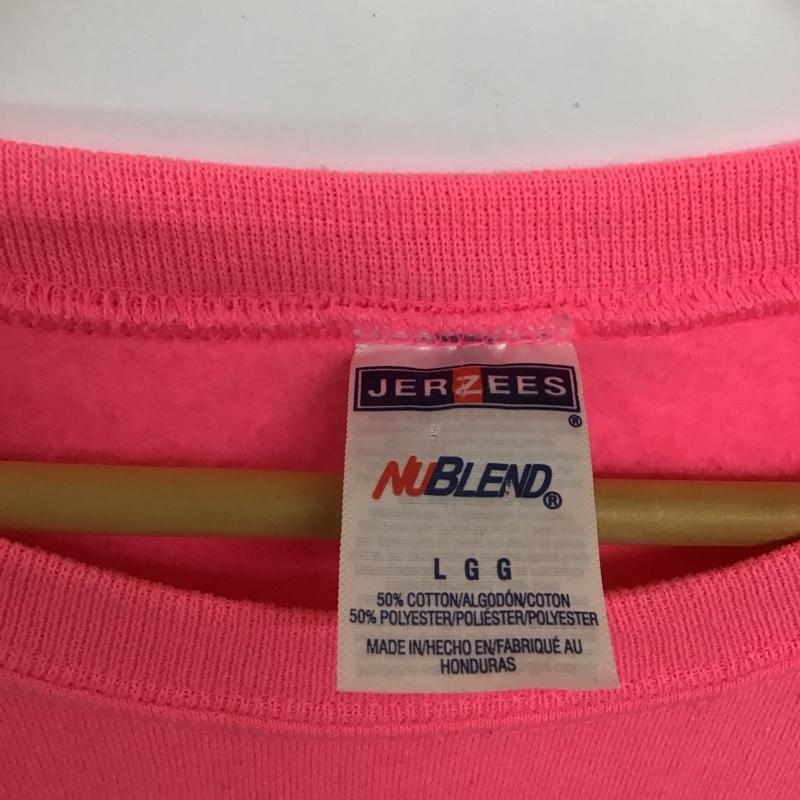 JERZEES
®
NUBLEND®
L G G
50% COTTON/ALGODÓN/COTON
50% POLYESTER/POLIÉSTER/POLYESTER
MADE IN/HECHO EN/FABRIQUÉ AU
HONDURAS